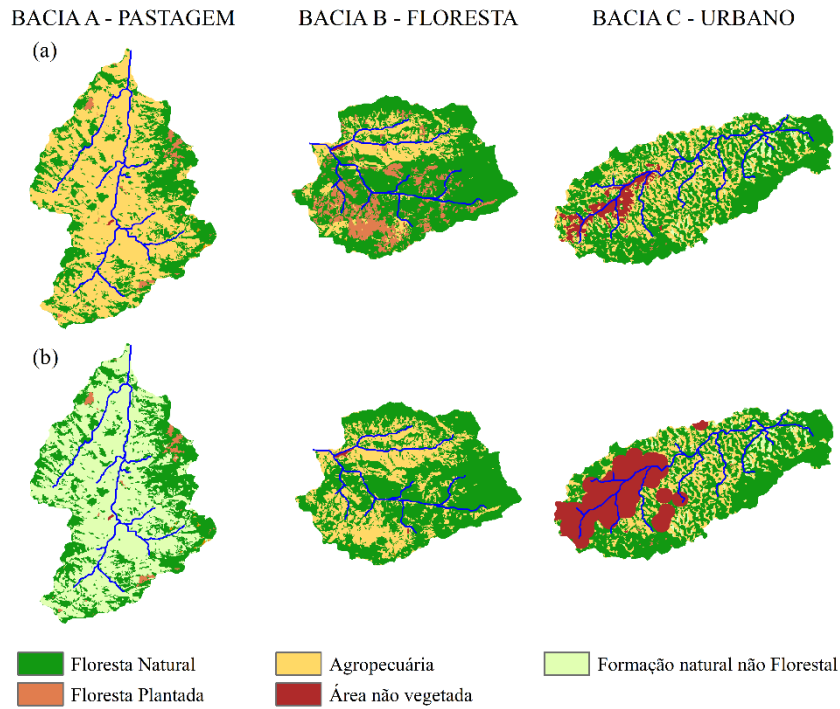 BACIA A - PASTAGEM
BACIA B - FLORESTA
BACIA C - URBANO
(a)
(b)
Floresta Natural
Agropecuária
Formação natural não Florestal
Floresta Plantada
Área não vegetada